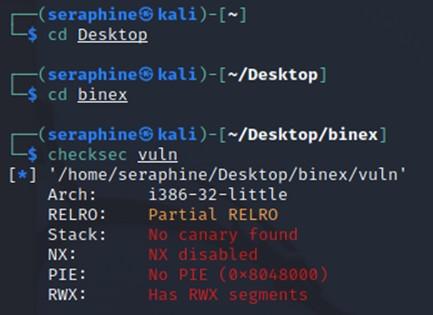 ┌──(seraphine㉿kali)-[~]
└─$ cd Desktop
┌──(seraphine㉿kali)-[~/Desktop]
└─$ cd binex
┌──(seraphine㉿kali)-[~/Desktop/binex]
└─$ checksec vuln
[*] '/home/seraphine/Desktop/binex/vuln'
Arch: i386-32-little
RELRO: Partial RELRO
Stack: No canary found
NX: NX disabled
PIE: No PIE (0x8048000)
RWX: Has RWX segments